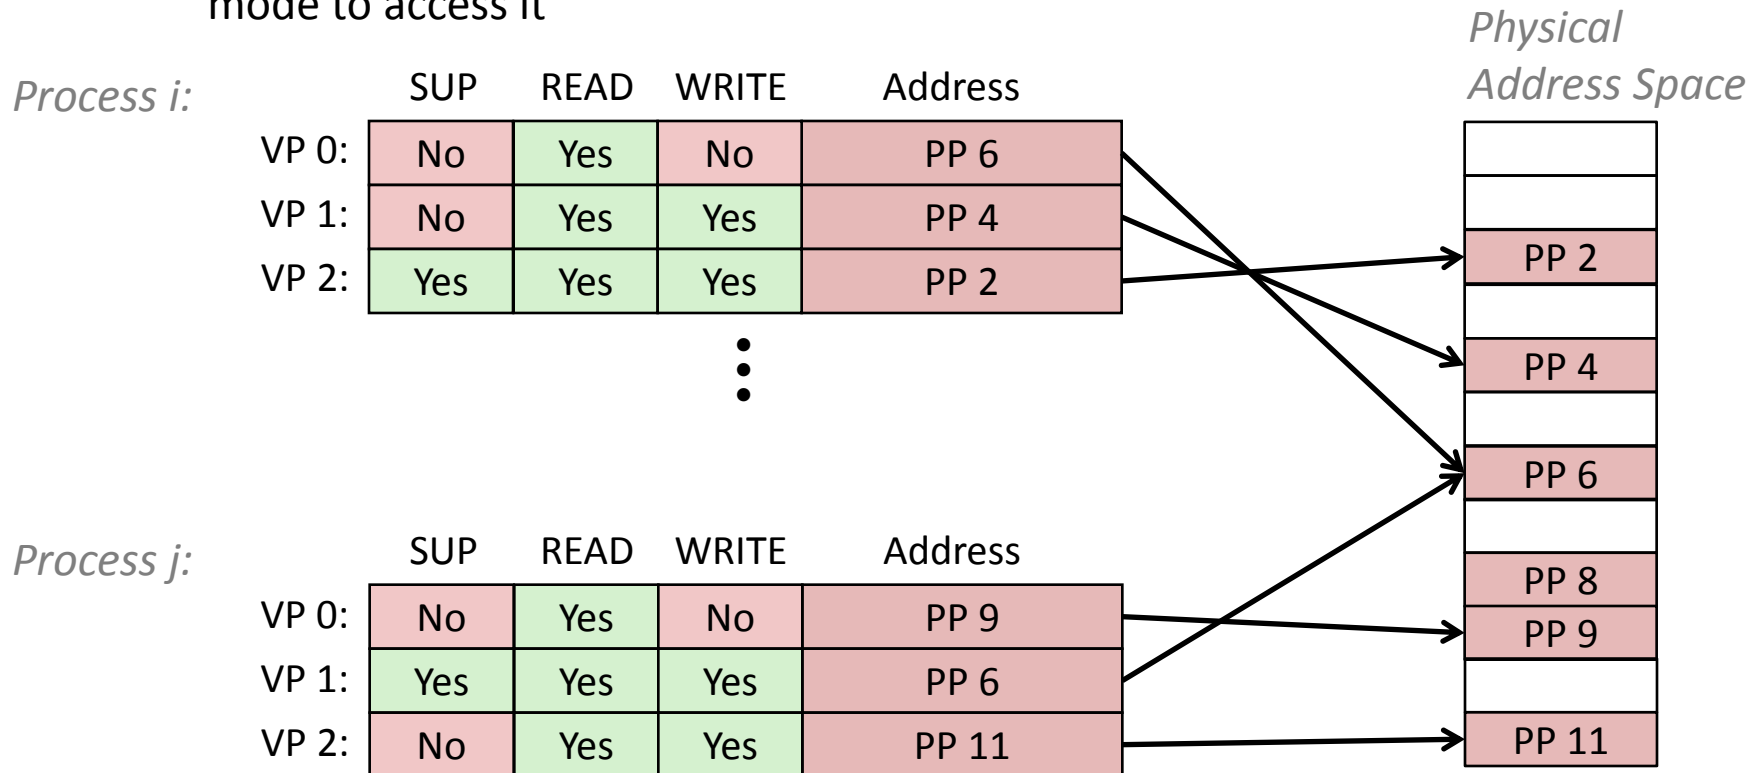 mode to access it
Physical
Address Space
Process i:
SUP READ WRITE Address
VP 0: No Yes No PP 6
VP 1: No Yes Yes PP 4
VP 2: Yes Yes Yes PP 2
PP 2
PP 4
PP 6
PP 8
PP 9
PP 11
Process j:
SUP READ WRITE Address
VP 0: No Yes No PP 9
VP 1: Yes Yes Yes PP 6
VP 2: No Yes Yes PP 11